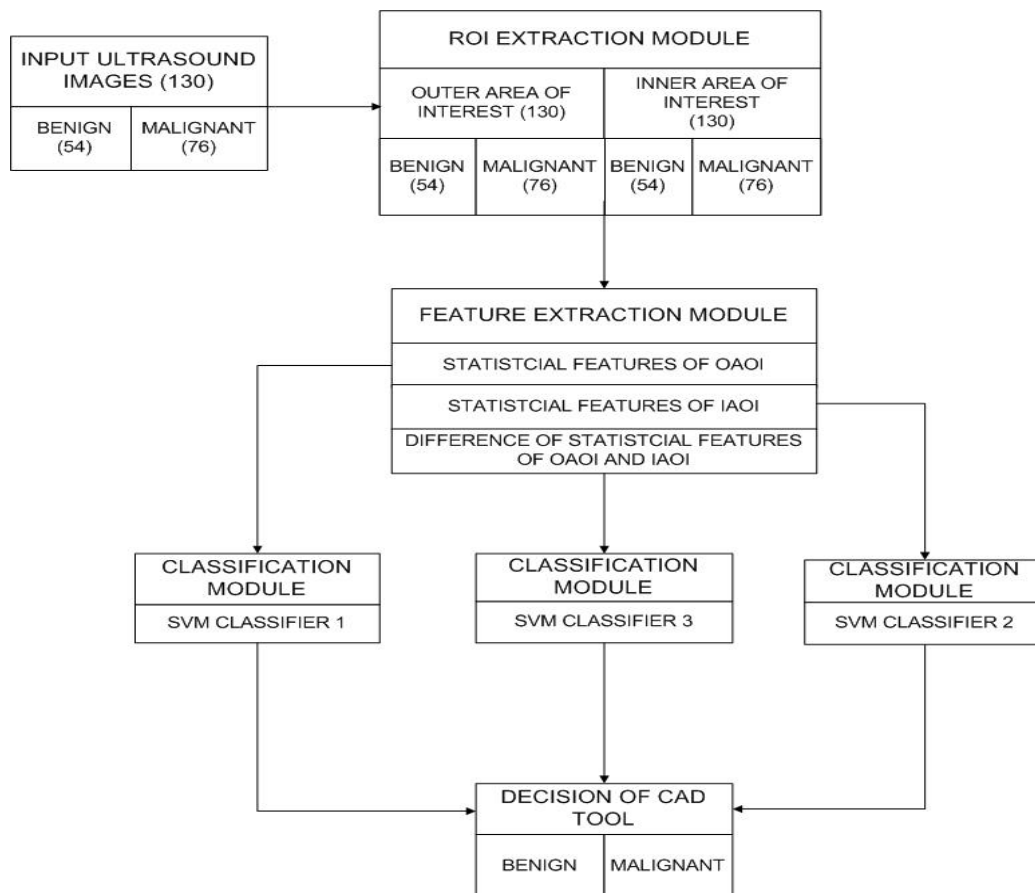 INPUT ULTRASOUND
IMAGES (130)
BENIGN
(54)
MALIGNANT
(76)
ROI EXTRACTION MODULE
OUTER AREA OF
INTEREST (130)
INNER AREA OF
INTEREST
(130)
BENIGN
(54)
MALIGNANT
(76)
BENIGN
(54)
MALIGNANT
(76)
FEATURE EXTRACTION MODULE
STATISTCIAL FEATURES OF OAOI
STATISTCIAL FEATURES OF IAOI
DIFFERENCE OF STATISTCIAL FEATURES
OF OAOI AND IAOI
CLASSIFICATION
MODULE
SVM CLASSIFIER 1
CLASSIFICATION
MODULE
SVM CLASSIFIER 3
CLASSIFICATION
MODULE
SVM CLASSIFIER 2
DECISION OF CAD
TOOL
BENIGN
MALIGNANT